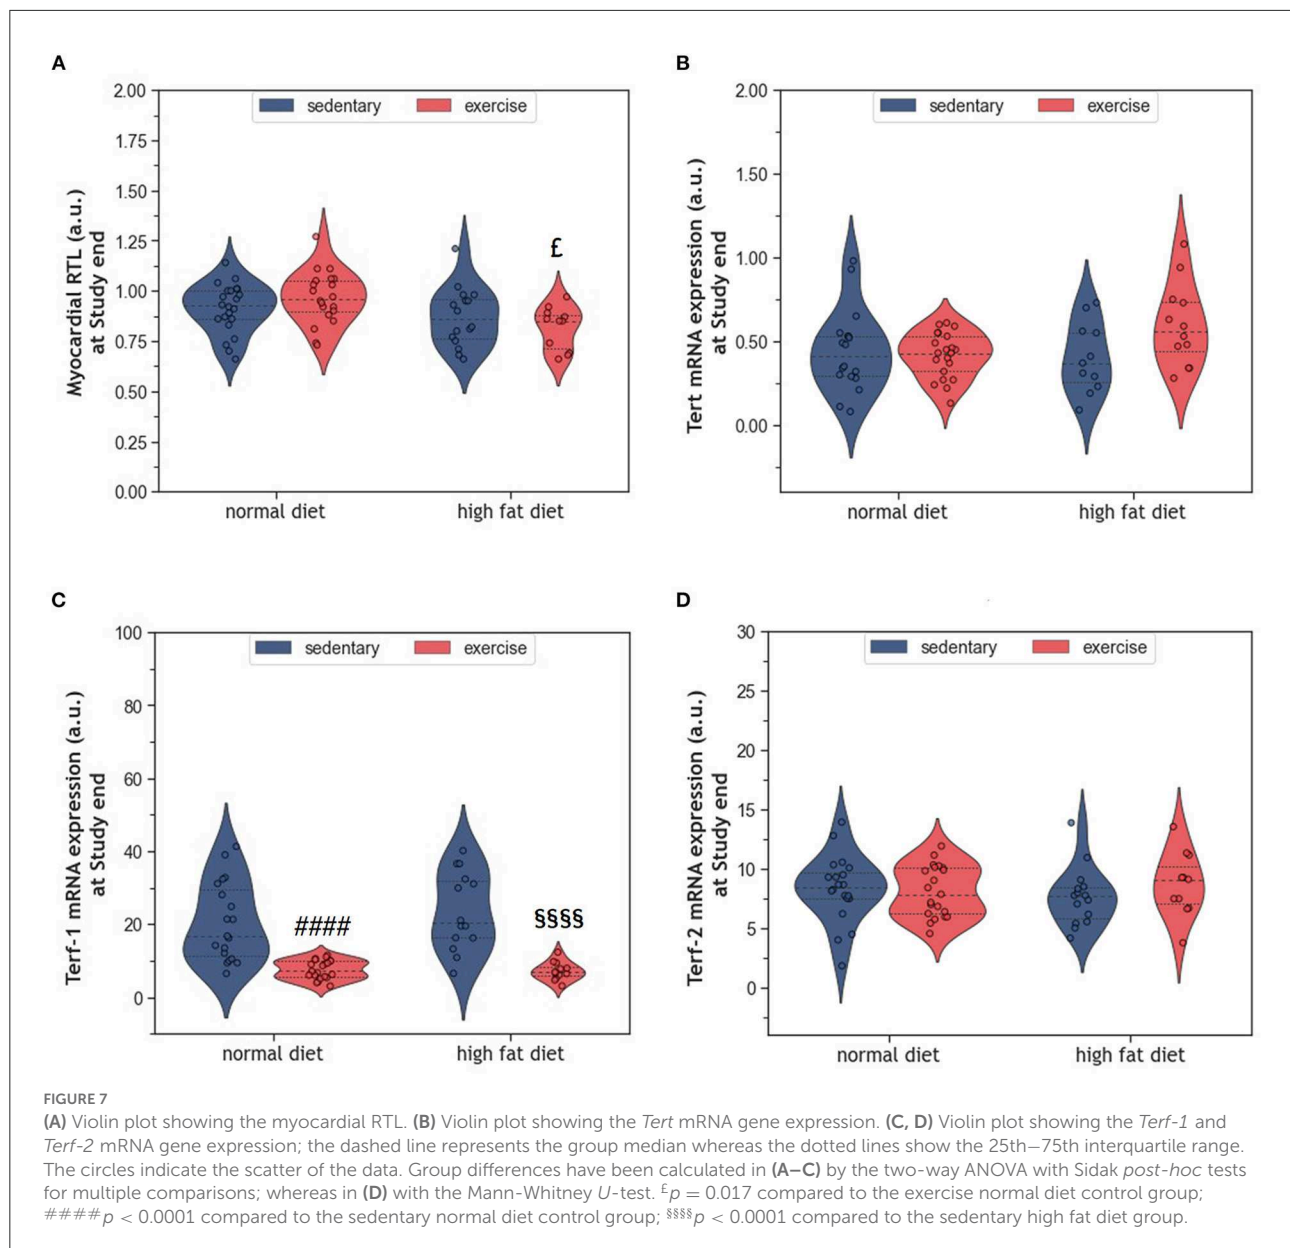 A
2.00
1.75
1.50
1.25
1.00
0.75
0.50
0.25
0.00
Myocardial RTL (a.u.)
at Study end
sedentary exercise
£
normal diet high fat diet
B
2.00
1.50
1.00
0.50
0.00
Tert mRNA expression (a.u.)
at Study end
sedentary exercise
normal diet high fat diet
C
100
80
60
40
20
0
Terf-1 mRNA expression (a.u.)
at Study end
sedentary exercise
####
§§§§
normal diet high fat diet
D
30
25
20
15
10
5
0
Terf-2 mRNA expression (a.u.)
at Study end
sedentary exercise
normal diet high fat diet
FIGURE 7
(A) Violin plot showing the myocardial RTL. (B) Violin plot showing the Tert mRNA gene expression. (C, D) Violin plot showing the Terf-1 and
Terf-2 mRNA gene expression; the dashed line represents the group median whereas the dotted lines show the 25th–75th interquartile range.
The circles indicate the scatter of the data. Group differences have been calculated in (A–C) by the two-way ANOVA with Sidak post-hoc tests
for multiple comparisons; whereas in (D) with the Mann-Whitney U-test. £p = 0.017 compared to the exercise normal diet control group;
####p < 0.0001 compared to the sedentary normal diet control group; §§§§p < 0.0001 compared to the sedentary high fat diet group.